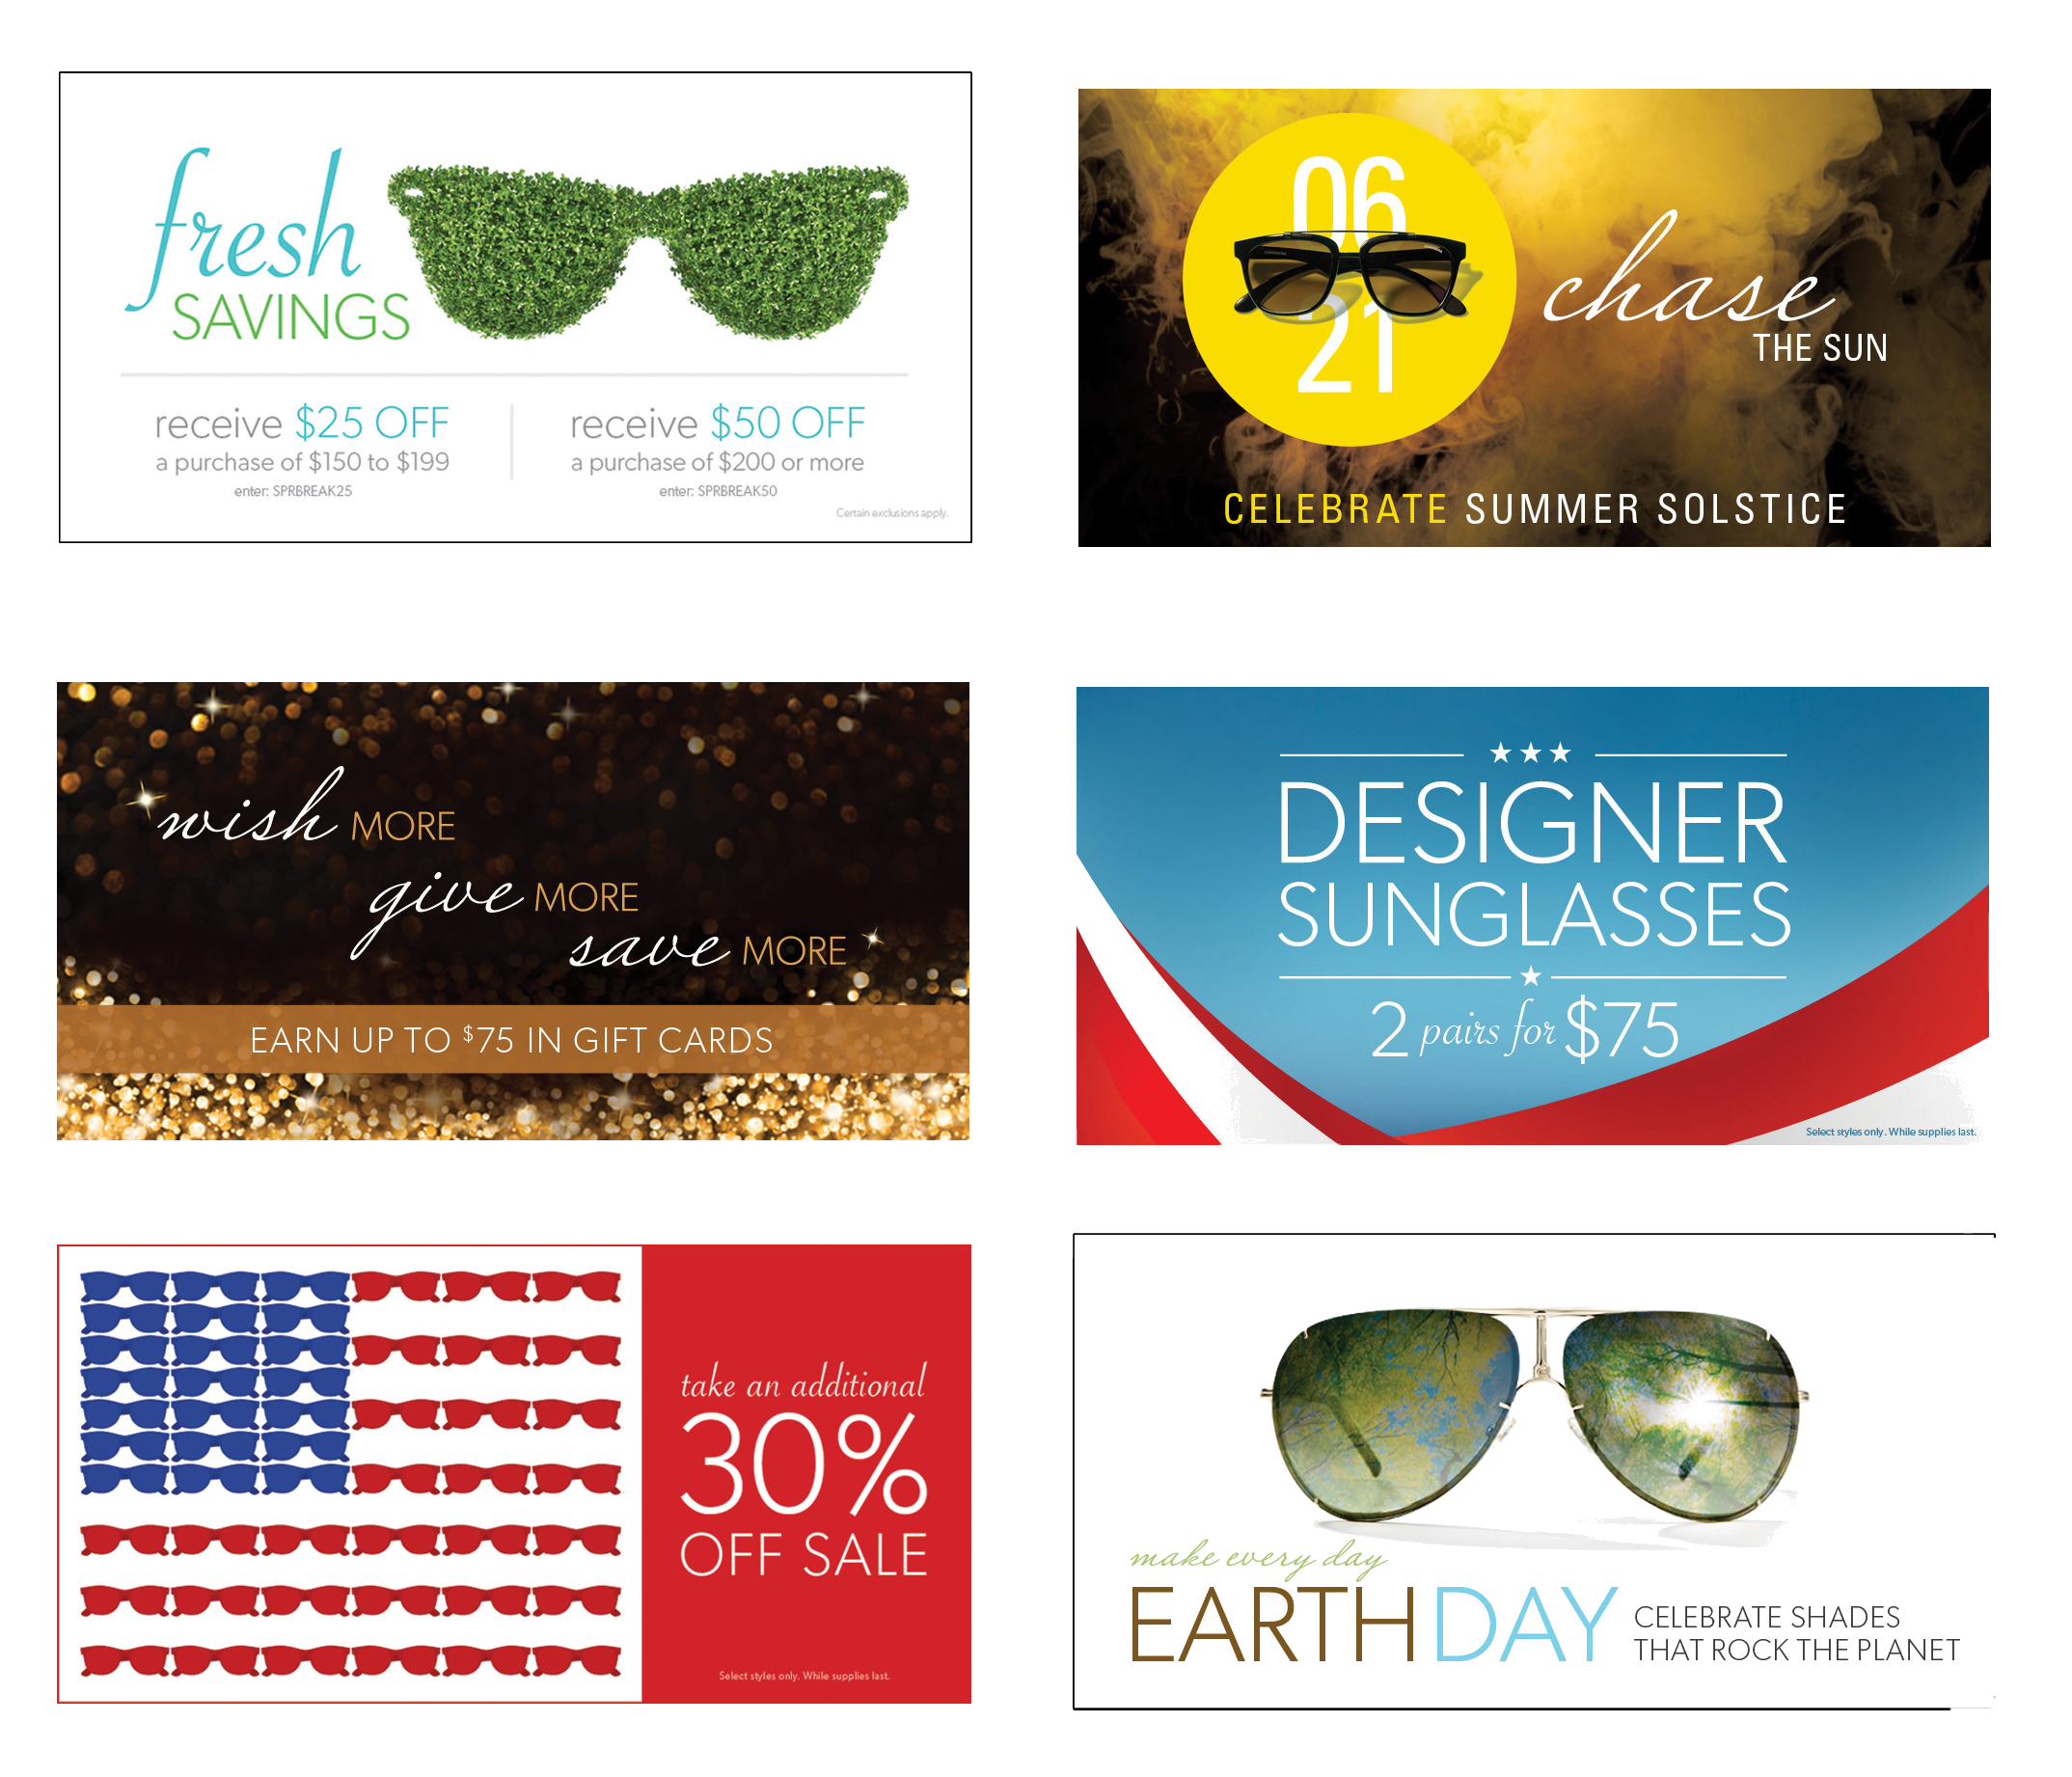 fresh
SAVINGS
receive $25 OFF
a purchase of $150 to $199
enter: SPRBREAK25
receive $50 OFF
a purchase of $200 or more
enter: SPRBREAK50
Certain exclusions apply.
06
21
chase
THE SUN
CELEBRATE SUMMER SOLSTICE
wish MORE
give MORE
save MORE
EARN UP TO $75 IN GIFT CARDS
DESIGNER
SUNGLASSES
2 pairs for $75
Select styles only. While supplies last.
take an additional
30%
OFF SALE
Select styles only. While supplies last.
make every day
EARTH DAY
CELEBRATE SHADES
THAT ROCK THE PLANET